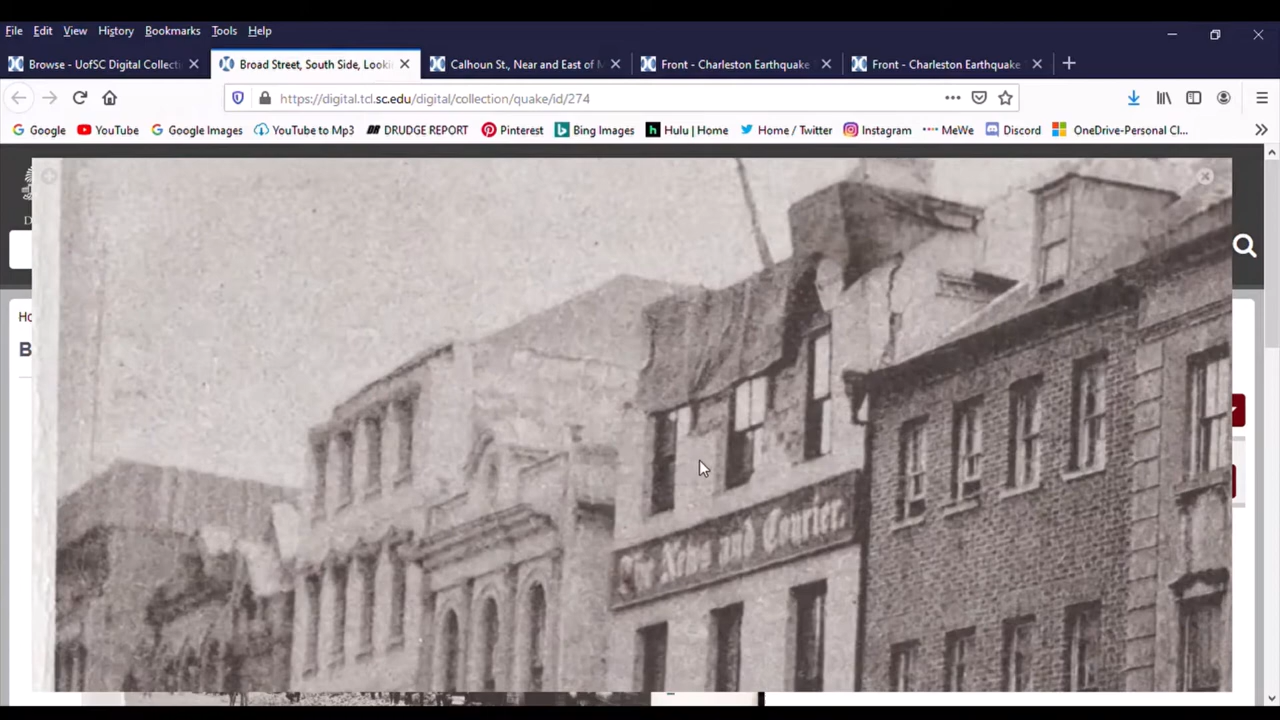 File Edit View History Bookmarks Tools Help
Browse - UofSC Digital Collecti
Broad Street, South Side, Looki
Calhoun St., Near and East of M
Front - Charleston Earthquake
Front - Charleston Earthquake
https://digital.tcl.sc.edu/digital/collection/quake/id/274
Google YouTube Google Images YouTube to Mp3 DRUDGE REPORT Pinterest Bing Images Hulu | Home Home / Twitter Instagram MeWe Discord OneDrive-Personal Cl...
D
Ho
B
The News and Courier.